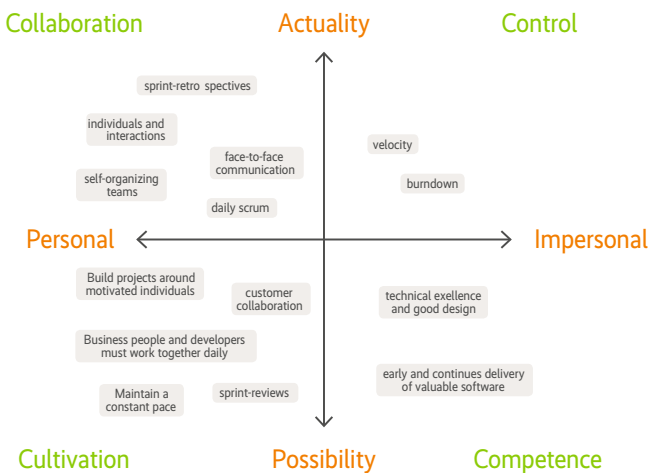 Collaboration
Actuality
Control
sprint-retro spectives
individuals and
interactions
face-to-face
communication
velocity
self-organizing
teams
burndown
daily scrum
Personal
Impersonal
Build projects around
motivated individuals
customer
collaboration
technical exellence
and good design
Business people and developers
must work together daily
early and continues delivery
of valuable software
Maintain a
constant pace
sprint-reviews
Cultivation
Possibility
Competence